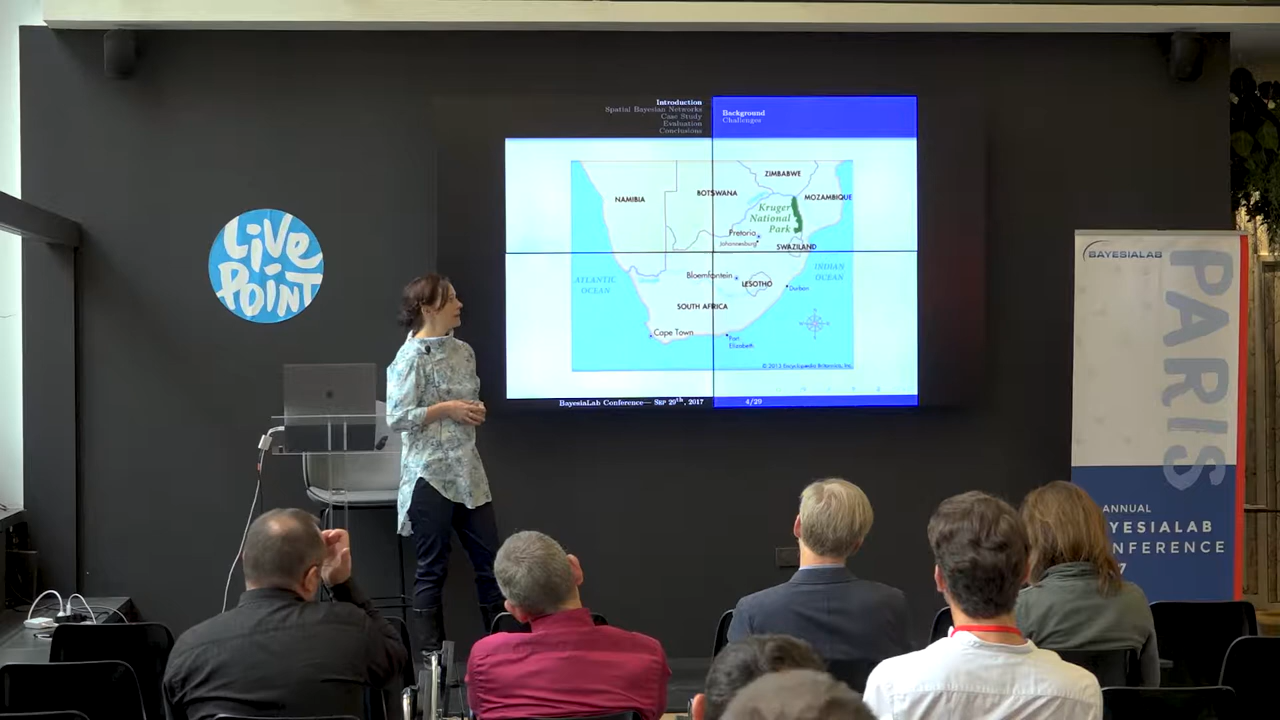 Introduction
Spatial Bayesian Networks
Case Study
Evaluation
Conclusions
Background
Challenges
ZIMBABWE
BOTSWANA
NAMIBIA
MOZAMBIQUE
Kruger
National
Park
Pretoria
Johannesburg
SWAZILAND
ATLANTIC
OCEAN
INDIAN
OCEAN
Bloemfontein
LESOTHO
Durban
SOUTH AFRICA
Cape Town
Port
Elizabeth
© 2013 Encyclopædia Britannica, Inc.
BayesiaLab Conference— Sep 29th, 2017
4/29
LiVE
POiNT
BAYESIALAB
PARIS
ANNUAL
YESIALAB
NFERENCE
7